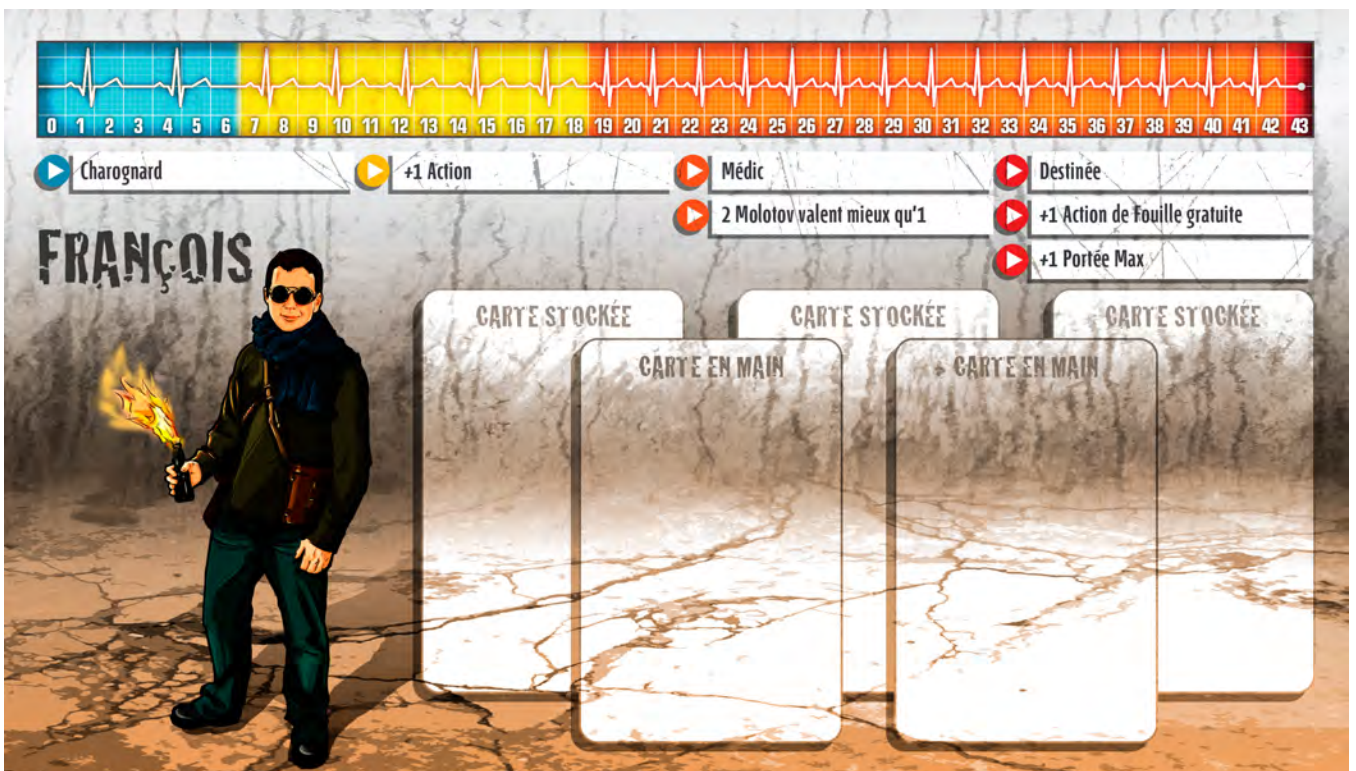 0 1 2 3 4 5 6 7 8 9 10 11 12 13 14 15 16 17 18 19 20 21 22 23 24 25 26 27 28 29 30 31 32 33 34 35 36 37 38 39 40 41 42 43
Charognard
+1 Action
Médic
Destinée
2 Molotov valent mieux qu'1
+1 Action de Fouille gratuite
+1 Portée Max
FRANÇOIS
CARTE STOCKÉE
CARTE STOCKÉE
CARTE STOCKÉE
CARTE EN MAIN
CARTE EN MAIN